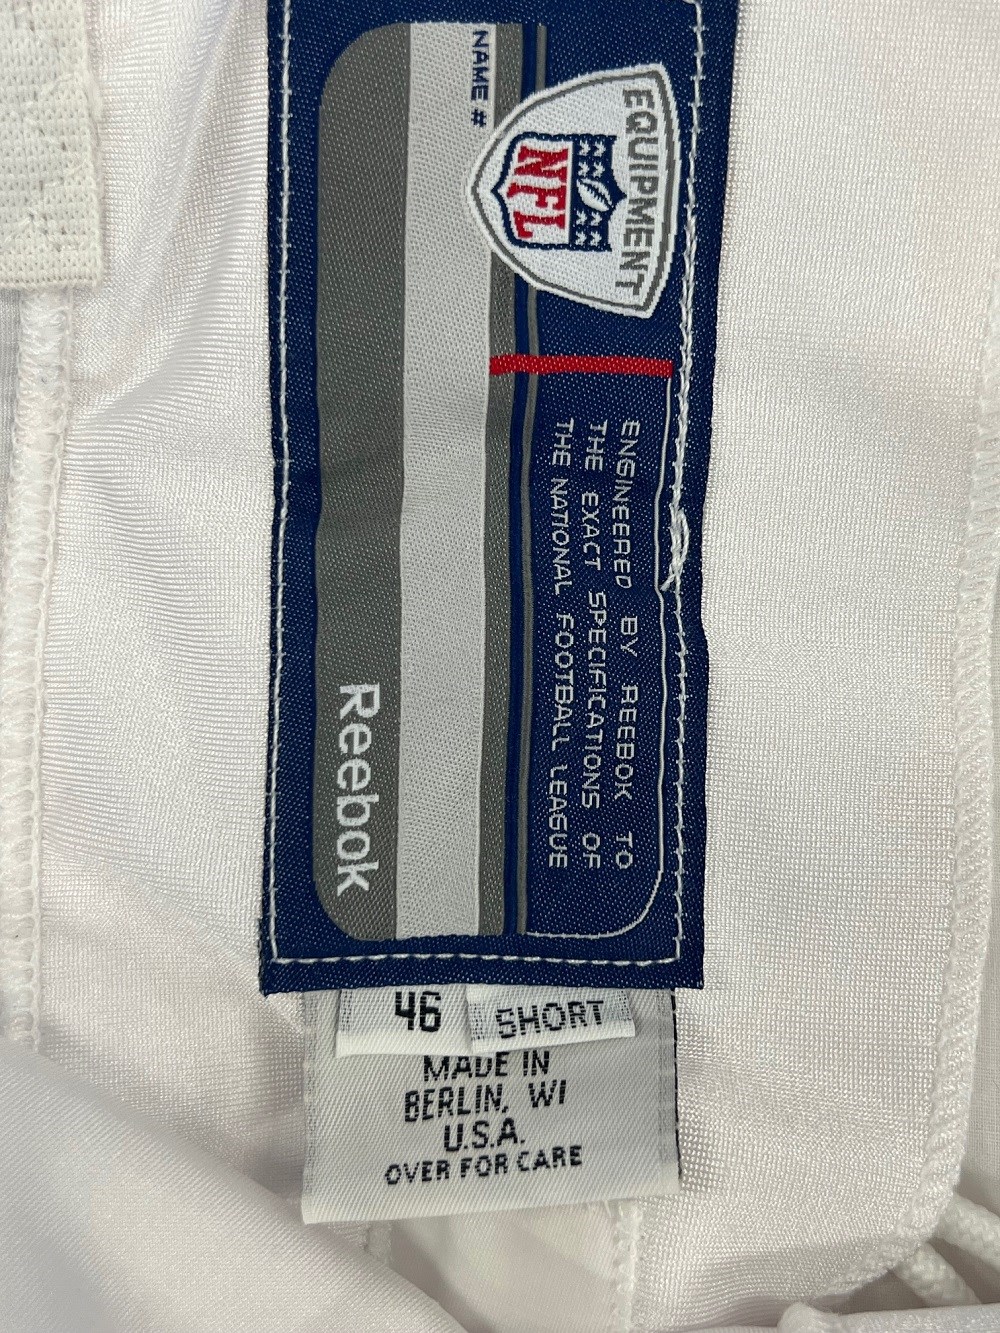 NAME #
EQUIPMENT
NFL
ENGINEERED BY REEBOK TO
THE EXACT SPECIFICATIONS OF
THE NATIONAL FOOTBALL LEAGUE
Reebok
46
SHORT
MADE IN
BERLIN, WI
U.S.A.
OVER FOR CARE